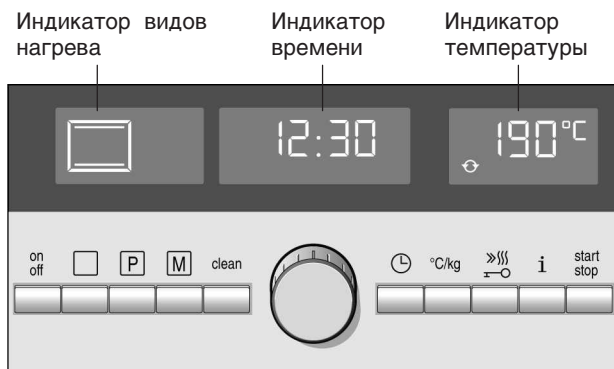 Индикатор видов
нагрева
Индикатор
времени
Индикатор
температуры
12:30
190°C
on
off
P
M
clean
°C/kg
i
start
stop